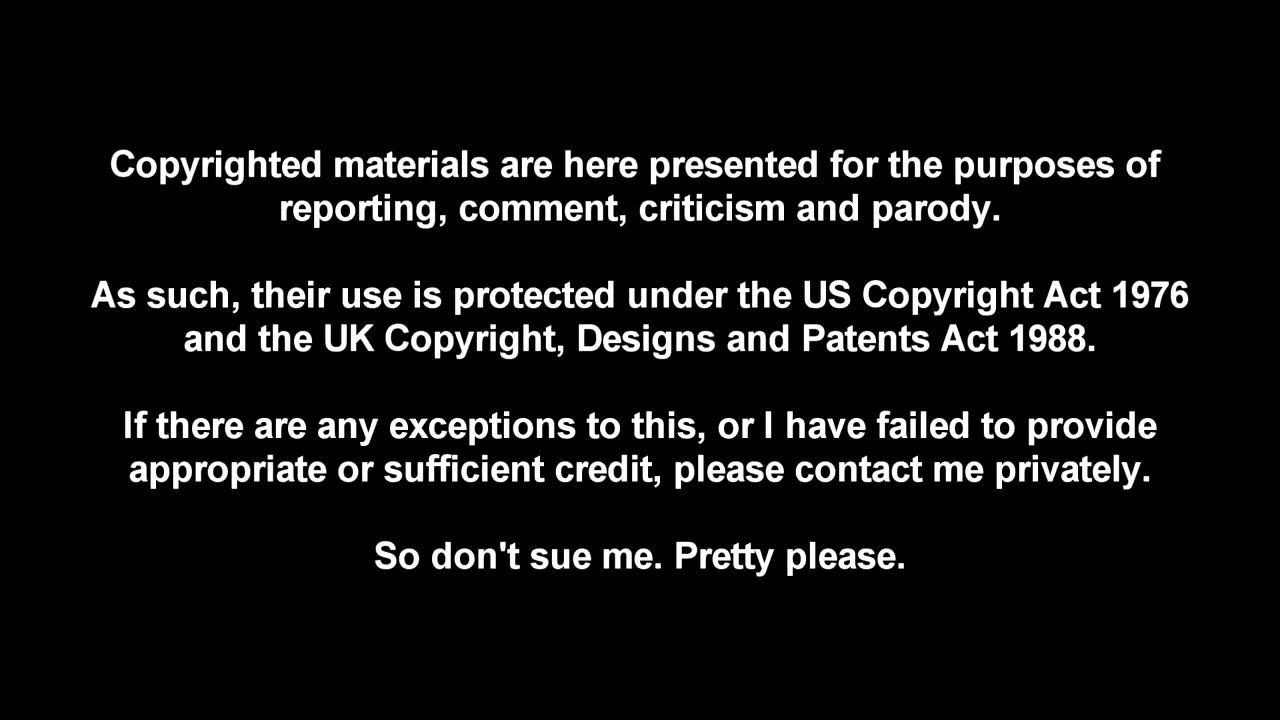 Copyrighted materials are here presented for the purposes of
reporting, comment, criticism and parody.
As such, their use is protected under the US Copyright Act 1976
and the UK Copyright, Designs and Patents Act 1988.
If there are any exceptions to this, or I have failed to provide
appropriate or sufficient credit, please contact me privately.
So don't sue me. Pretty please.